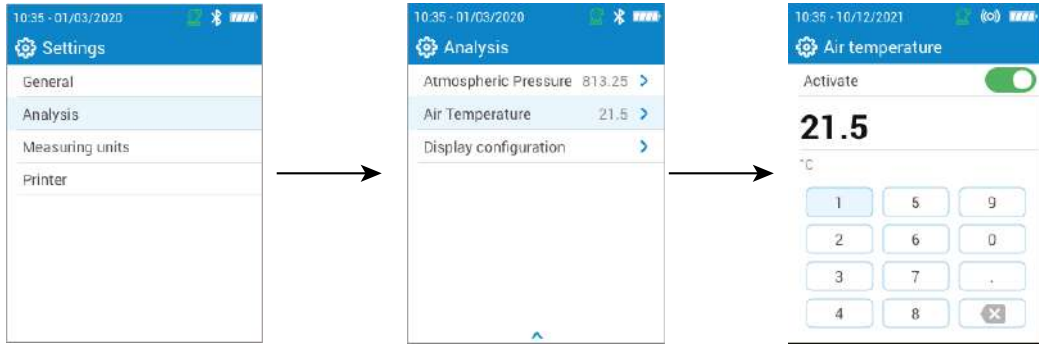 10:35 - 01/03/2020
Settings
General
Analysis
Measuring units
Printer
10:35 - 01/03/2020
Analysis
Atmospheric Pressure 813.25
Air Temperature 21.5
Display configuration
10:35 - 10/12/2021
Air temperature
Activate
21.5
°C
1 5 9
2 6 0
3 7 .
4 8